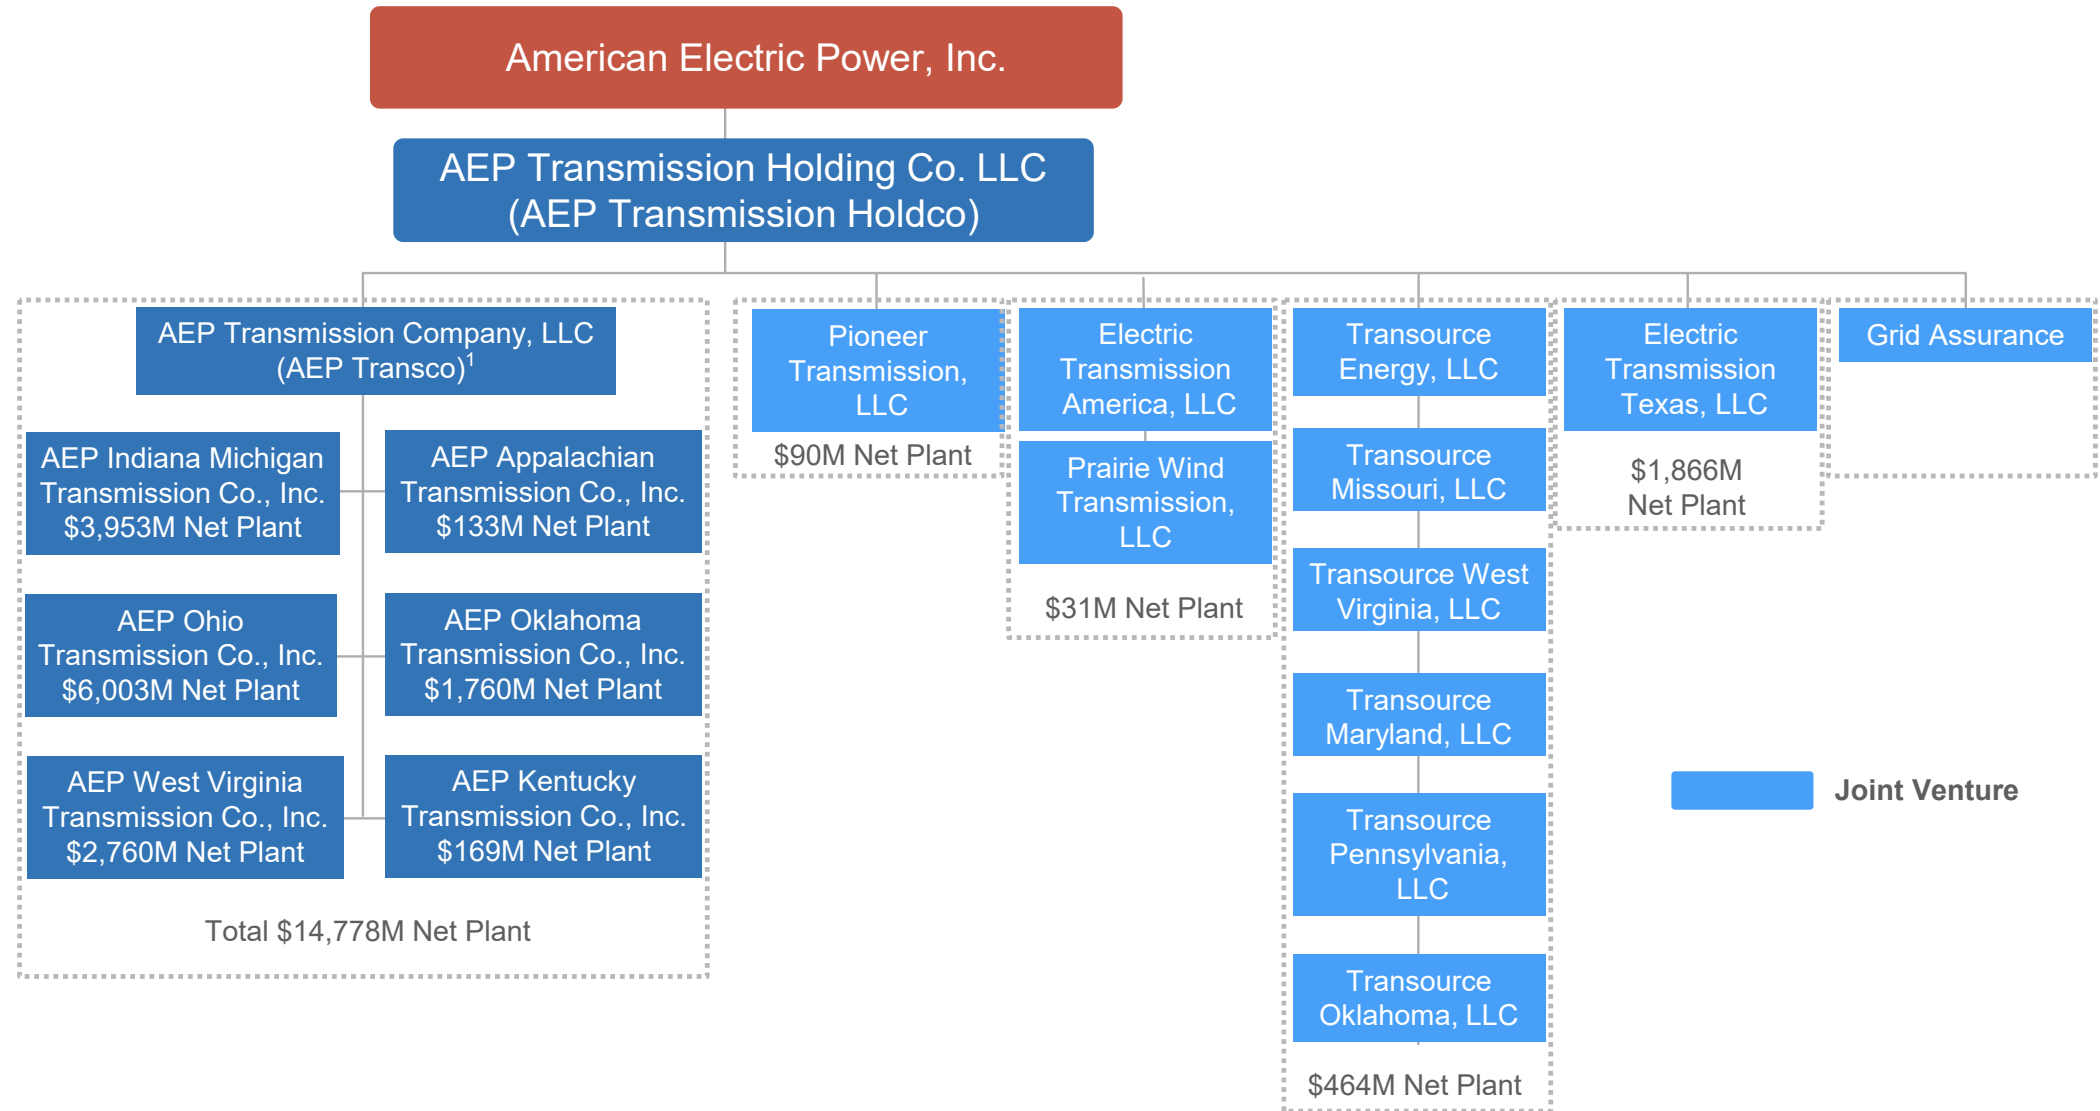 American Electric Power, Inc.
AEP Transmission Holding Co. LLC
(AEP Transmission Holdco)
AEP Transmission Company, LLC
(AEP Transco)1
AEP Indiana Michigan
Transmission Co., Inc.
$3,953M Net Plant
AEP Appalachian
Transmission Co., Inc.
$133M Net Plant
AEP Ohio
Transmission Co., Inc.
$6,003M Net Plant
AEP Oklahoma
Transmission Co., Inc.
$1,760M Net Plant
AEP West Virginia
Transmission Co., Inc.
$2,760M Net Plant
AEP Kentucky
Transmission Co., Inc.
$169M Net Plant
Total $14,778M Net Plant
Pioneer
Transmission,
LLC
$90M Net Plant
Electric
Transmission
America, LLC
Prairie Wind
Transmission,
LLC
$31M Net Plant
Transource
Energy, LLC
Transource
Missouri, LLC
Transource West
Virginia, LLC
Transource
Maryland, LLC
Transource
Pennsylvania,
LLC
Transource
Oklahoma, LLC
$464M Net Plant
Electric
Transmission
Texas, LLC
$1,866M
Net Plant
Grid Assurance
Joint Venture